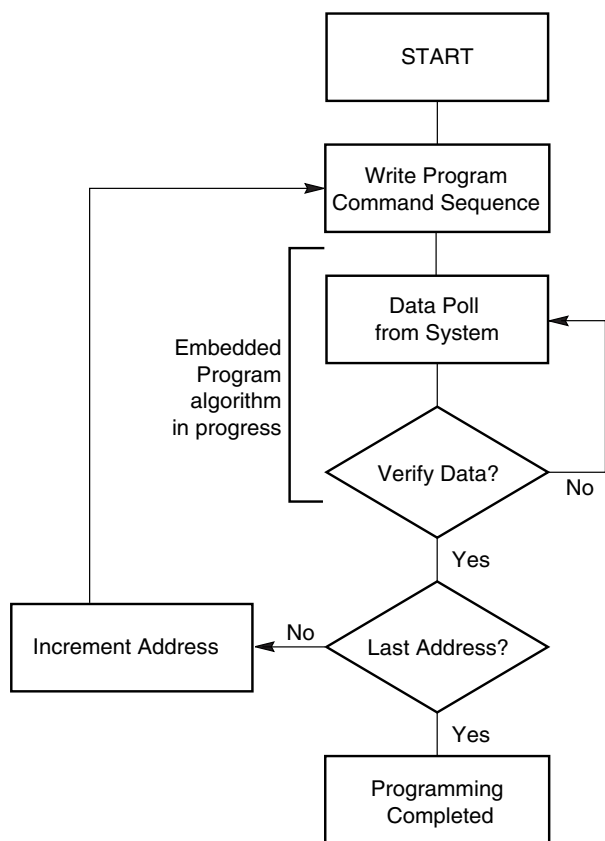 START
Write Program
Command Sequence
Data Poll
from System
Embedded
Program
algorithm
in progress
Verify Data?
No
Yes
Increment Address
No
Last Address?
Yes
Programming
Completed